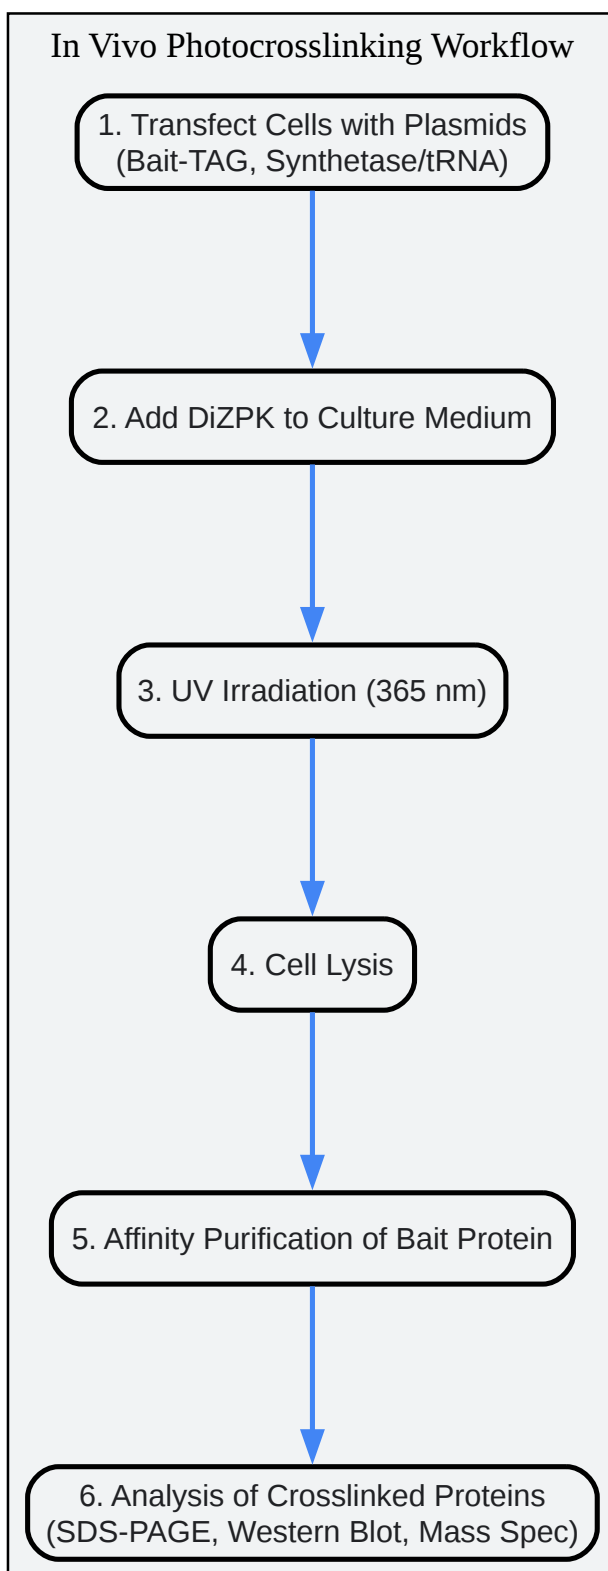 In Vivo Photocrosslinking Workflow
1. Transfect Cells with Plasmids
(Bait-TAG, Synthetase/tRNA)
2. Add DiZPK to Culture Medium
3. UV Irradiation (365 nm)
4. Cell Lysis
5. Affinity Purification of Bait Protein
6. Analysis of Crosslinked Proteins
(SDS-PAGE, Western Blot, Mass Spec)